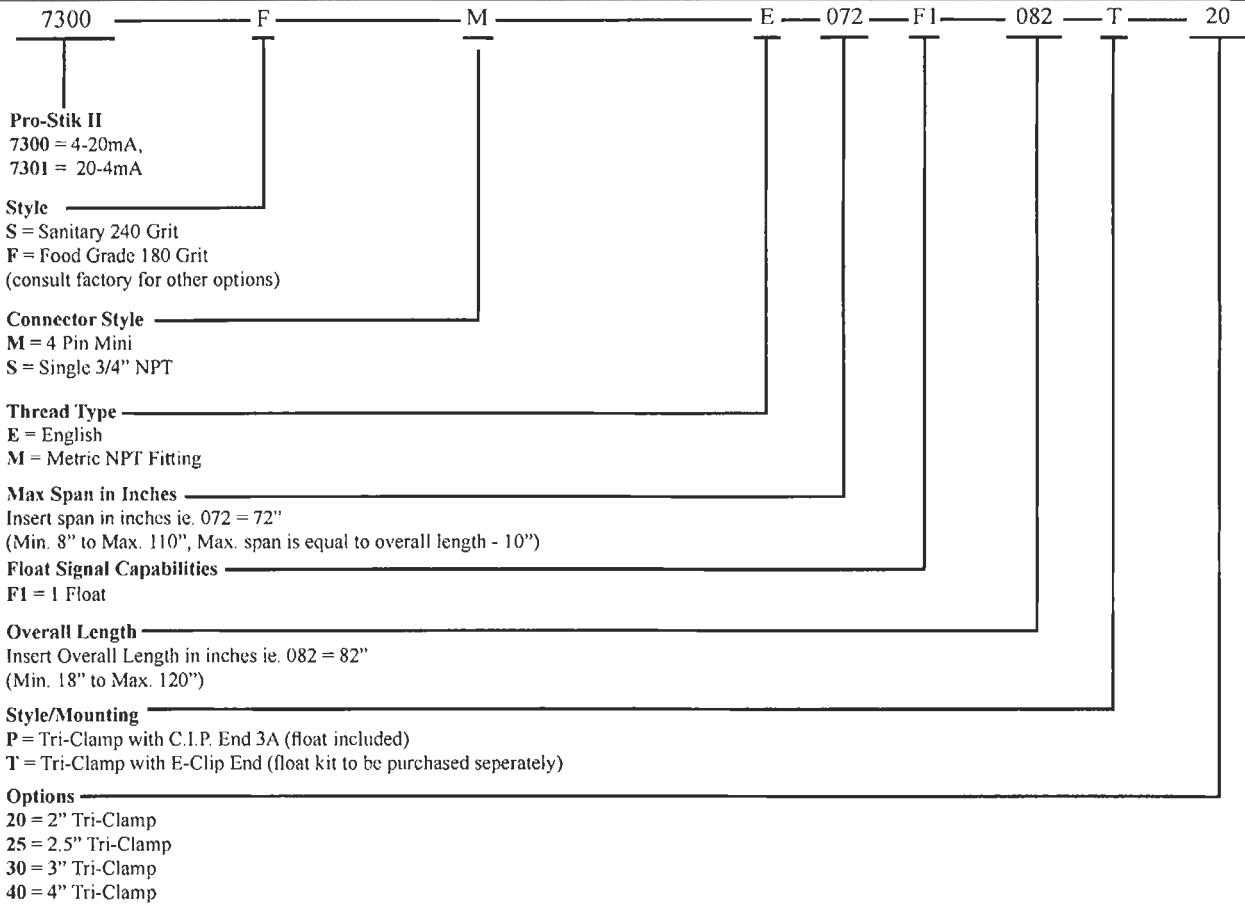 7300 F M E 072 F1 082 T 20
Pro-Stik II
7300 = 4-20mA,
7301 = 20-4mA
Style
S = Sanitary 240 Grit
F = Food Grade 180 Grit
(consult factory for other options)
Connector Style
M = 4 Pin Mini
S = Single 3/4" NPT
Thread Type
E = English
M = Metric NPT Fitting
Max Span in Inches
Insert span in inches ie. 072 = 72"
(Min. 8" to Max. 110", Max. span is equal to overall length - 10")
Float Signal Capabilities
F1 = 1 Float
Overall Length
Insert Overall Length in inches ie. 082 = 82"
(Min. 18" to Max. 120")
Style/Mounting
P = Tri-Clamp with C.I.P. End 3A (float included)
T = Tri-Clamp with E-Clip End (float kit to be purchased seperately)
Options
20 = 2" Tri-Clamp
25 = 2.5" Tri-Clamp
30 = 3" Tri-Clamp
40 = 4" Tri-Clamp